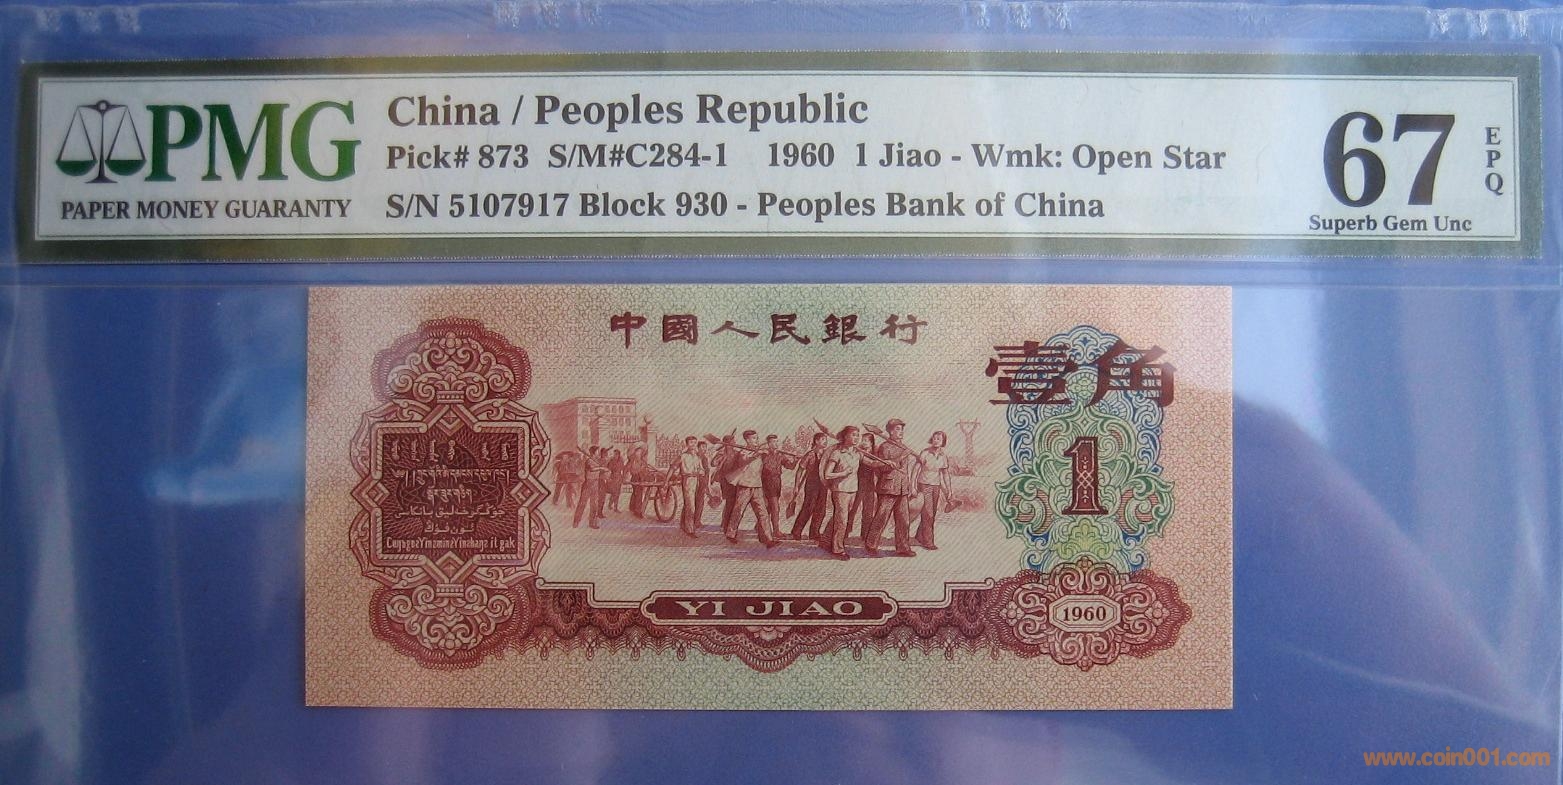 PMG
PAPER MONEY GUARANTY
China / Peoples Republic
Pick# 873 S/M#C284-1 1960 1 Jiao - Wmk: Open Star
S/N 5107917 Block 930 - Peoples Bank of China
67
EPQ
Superb Gem Unc
中國人民銀行
壹角
1
YI JIAO
1960
www.coin001.com